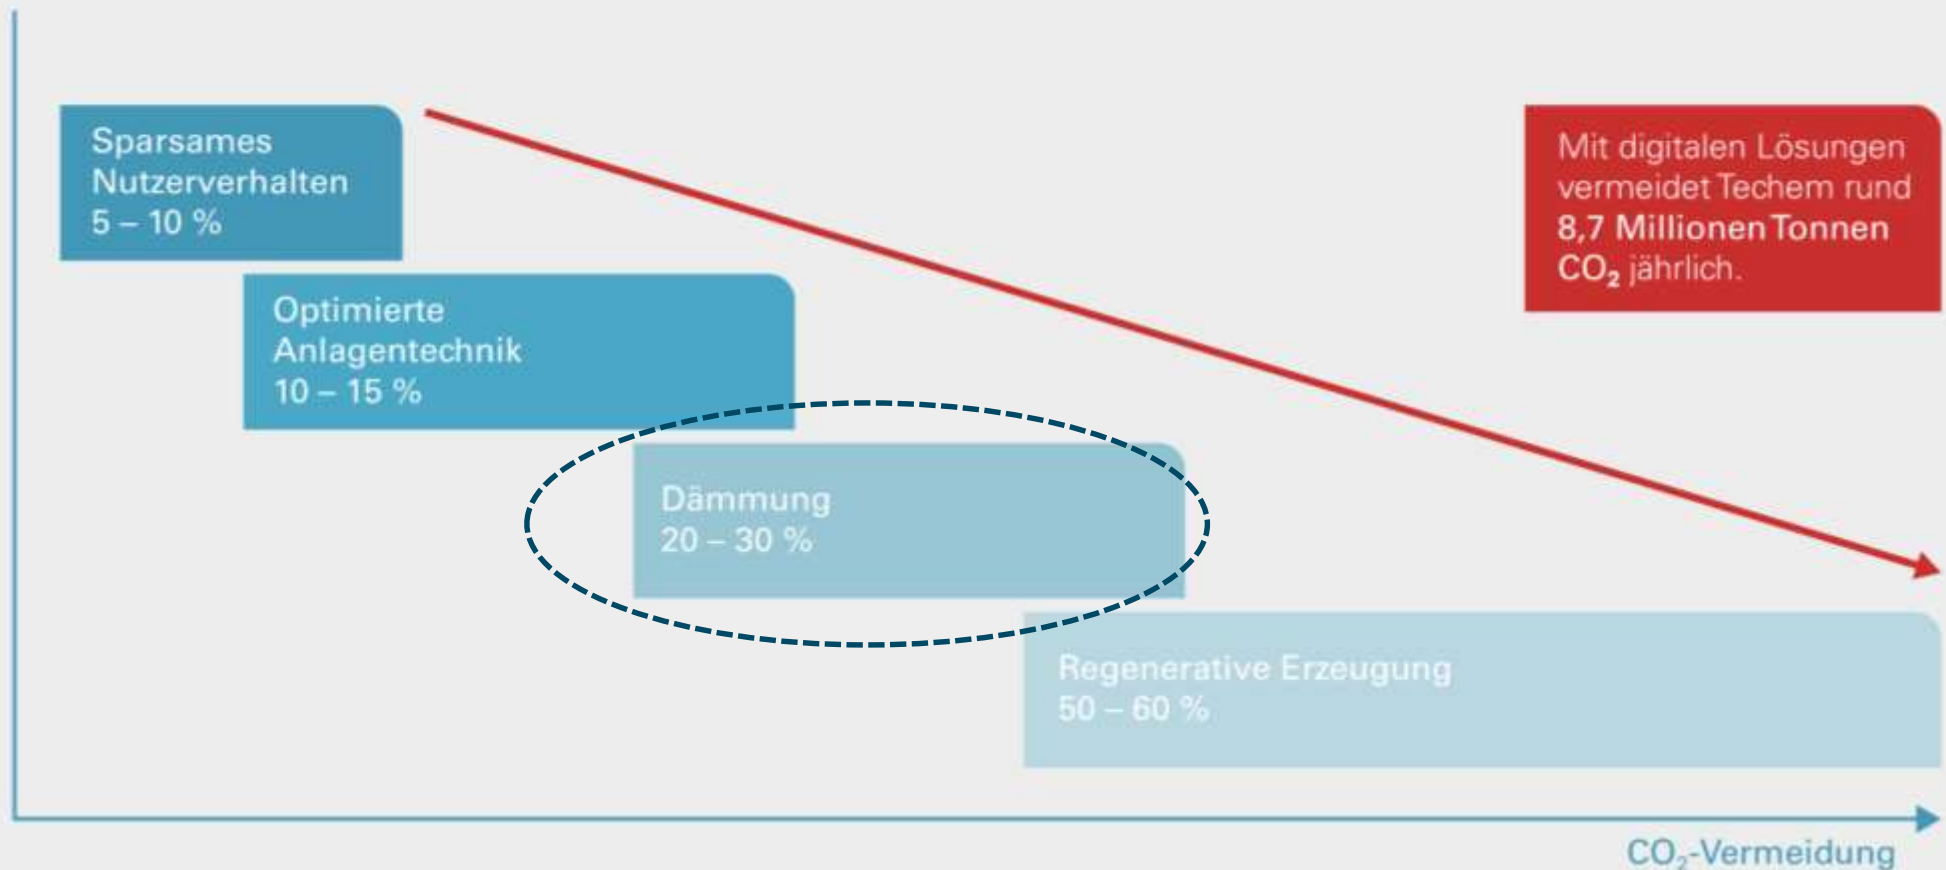 Sparsames
Nutzerverhalten
5 – 10 %
Mit digitalen Lösungen
vermeidet Techem rund
8,7 Millionen Tonnen
CO₂ jährlich.
Optimierte
Anlagentechnik
10 – 15 %
Dämmung
20 – 30 %
Regenerative Erzeugung
50 – 60 %
CO₂-Vermeidung